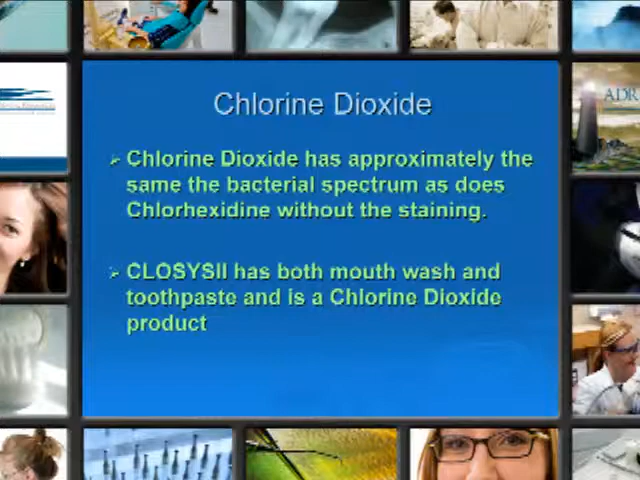 Chlorine Dioxide
Chlorine Dioxide has approximately the
same the bacterial spectrum as does
Chlorhexidine without the staining.
CLOSYSII has both mouth wash and
toothpaste and is a Chlorine Dioxide
product
ADR